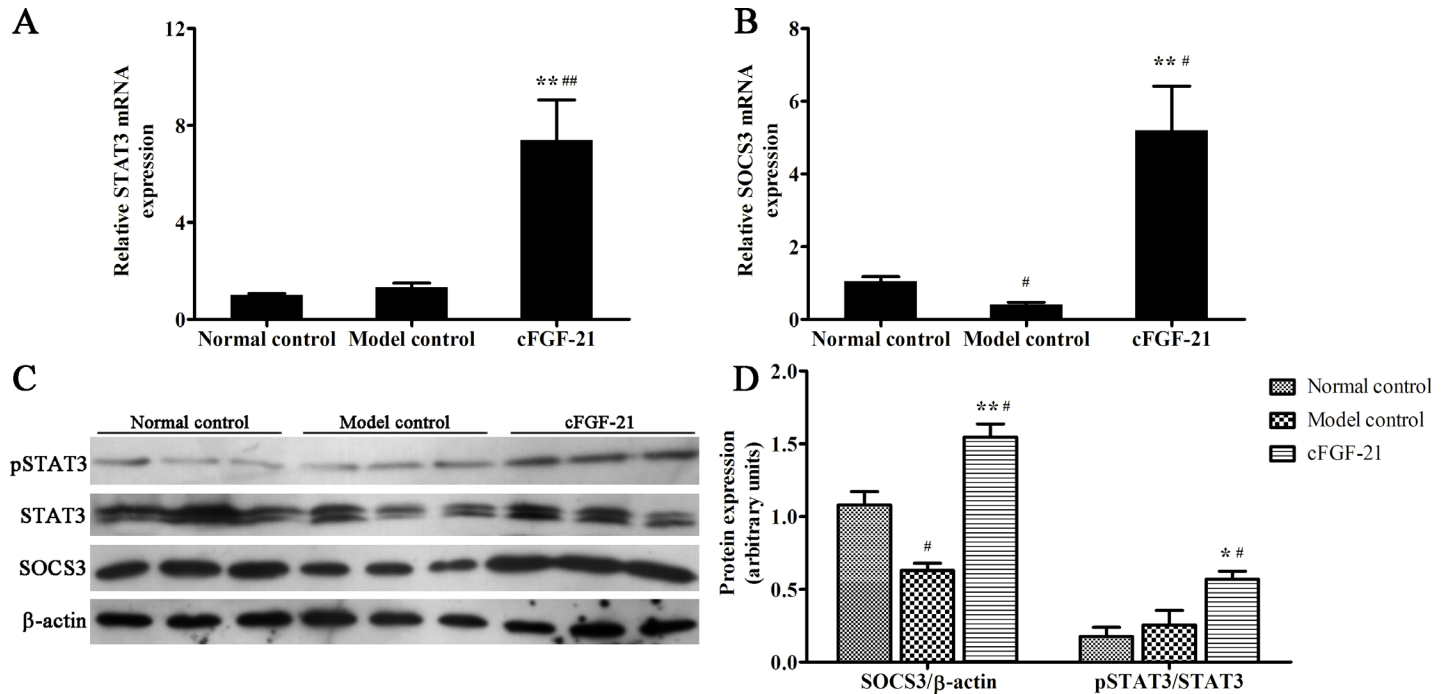 A
Relative STAT3 mRNA
expression
12
8
4
0
** ##
Normal control
Model control
cFGF-21
B
Relative SOCS3 mRNA
expression
8
6
4
2
0
#
** #
Normal control
Model control
cFGF-21
C
Normal control
Model control
cFGF-21
pSTAT3
STAT3
SOCS3
β-actin
D
Protein expression
(arbitrary units)
2.0
1.5
1.0
0.5
0.0
#
** #
* #
SOCS3/β-actin
pSTAT3/STAT3
Normal control
Model control
cFGF-21